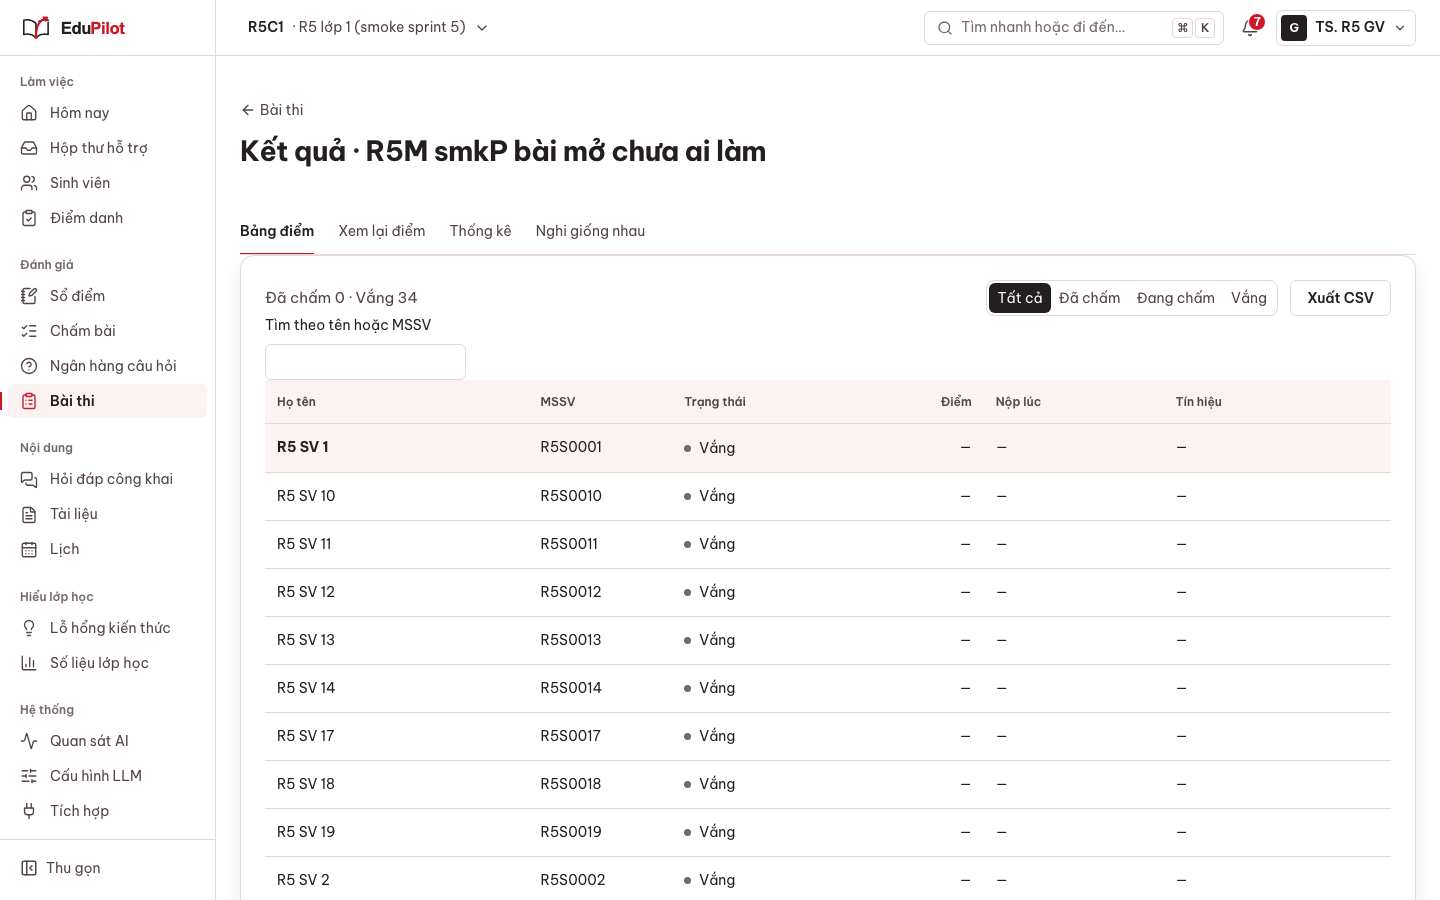 EduPilot
R5C1 · R5 lớp 1 (smoke sprint 5)
Tìm nhanh hoặc đi đến...
⌘ K
7
G TS. R5 GV
Làm việc
Hôm nay
Hộp thư hỗ trợ
Sinh viên
Điểm danh
Đánh giá
Sổ điểm
Chấm bài
Ngân hàng câu hỏi
Bài thi
Nội dung
Hỏi đáp công khai
Tài liệu
Lịch
Hiểu lớp học
Lỗ hổng kiến thức
Số liệu lớp học
Hệ thống
Quan sát AI
Cấu hình LLM
Tích hợp
Thu gọn
← Bài thi
Kết quả · R5M smkP bài mở chưa ai làm
Bảng điểm Xem lại điểm Thống kê Nghi giống nhau
Đã chấm 0 · Vắng 34
Tất cả Đã chấm Đang chấm Vắng
Xuất CSV
Tìm theo tên hoặc MSSV
Họ tên MSSV Trạng thái Điểm Nộp lúc Tín hiệu
R5 SV 1 R5S0001 Vắng — — —
R5 SV 10 R5S0010 Vắng — — —
R5 SV 11 R5S0011 Vắng — — —
R5 SV 12 R5S0012 Vắng — — —
R5 SV 13 R5S0013 Vắng — — —
R5 SV 14 R5S0014 Vắng — — —
R5 SV 17 R5S0017 Vắng — — —
R5 SV 18 R5S0018 Vắng — — —
R5 SV 19 R5S0019 Vắng — — —
R5 SV 2 R5S0002 Vắng — — —